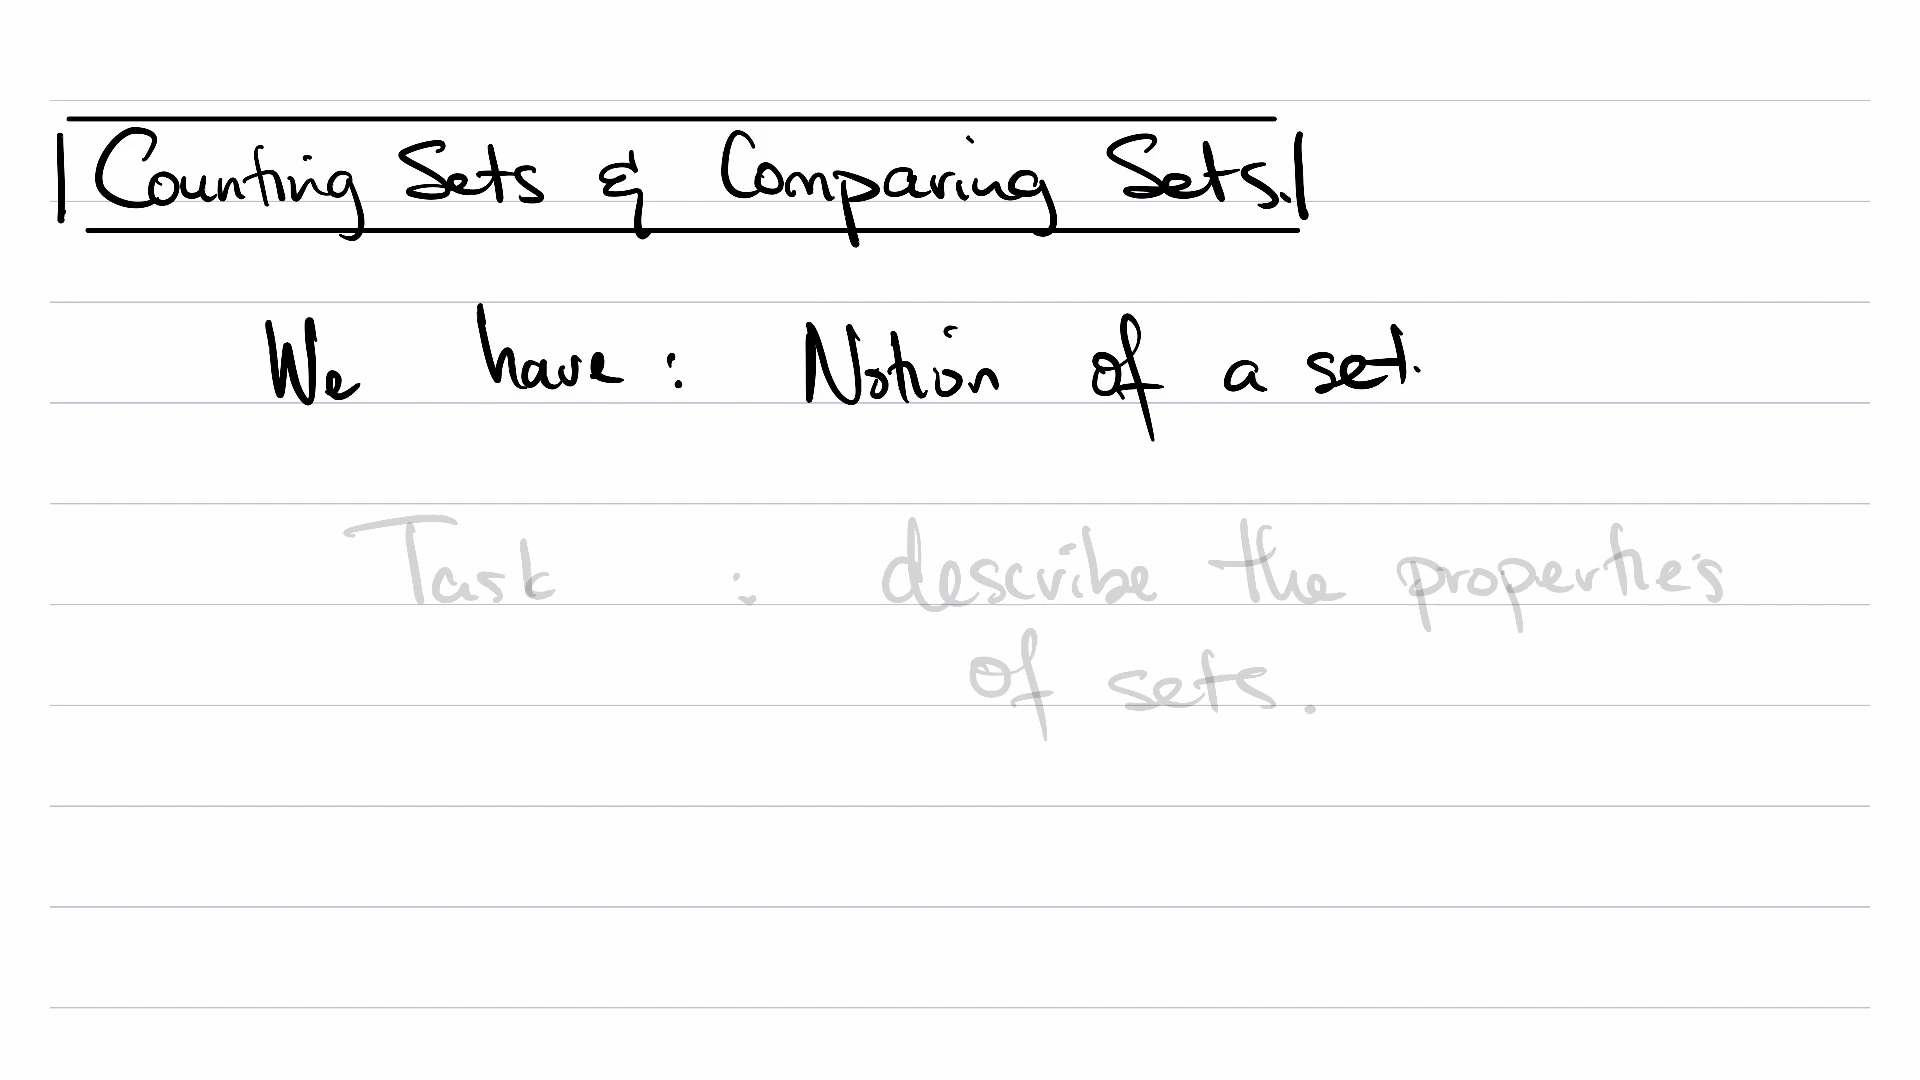 Counting Sets & Comparing Sets.
We have: Notion of a set.
Task : describe the properties
of sets.